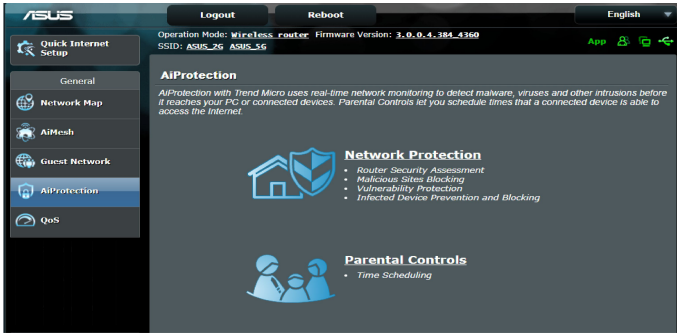 ASUS
Logout
Reboot
English
Quick Internet
Setup
Operation Mode: Wireless router Firmware Version: 3.0.0.4.384_4360
SSID: ASUS_2G ASUS_5G
App
General
Network Map
AiMesh
Guest Network
AiProtection
QoS
AiProtection
AiProtection with Trend Micro uses real-time network monitoring to detect malware, viruses and other intrusions before
it reaches your PC or connected devices. Parental Controls let you schedule times that a connected device is able to
access the Internet.
Network Protection
• Router Security Assessment
• Malicious Sites Blocking
• Vulnerability Protection
• Infected Device Prevention and Blocking
Parental Controls
• Time Scheduling